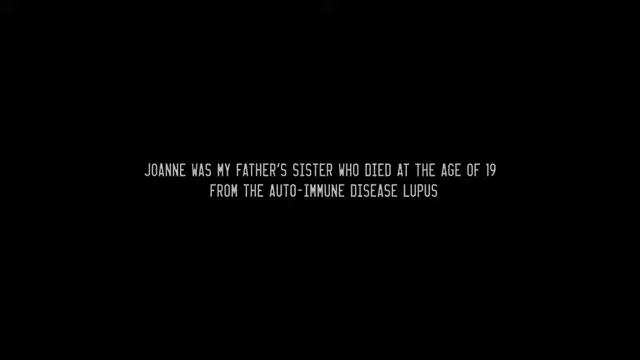 JOANNE WAS MY FATHER'S SISTER WHO DIED AT THE AGE OF 19
FROM THE AUTO-IMMUNE DISEASE LUPUS